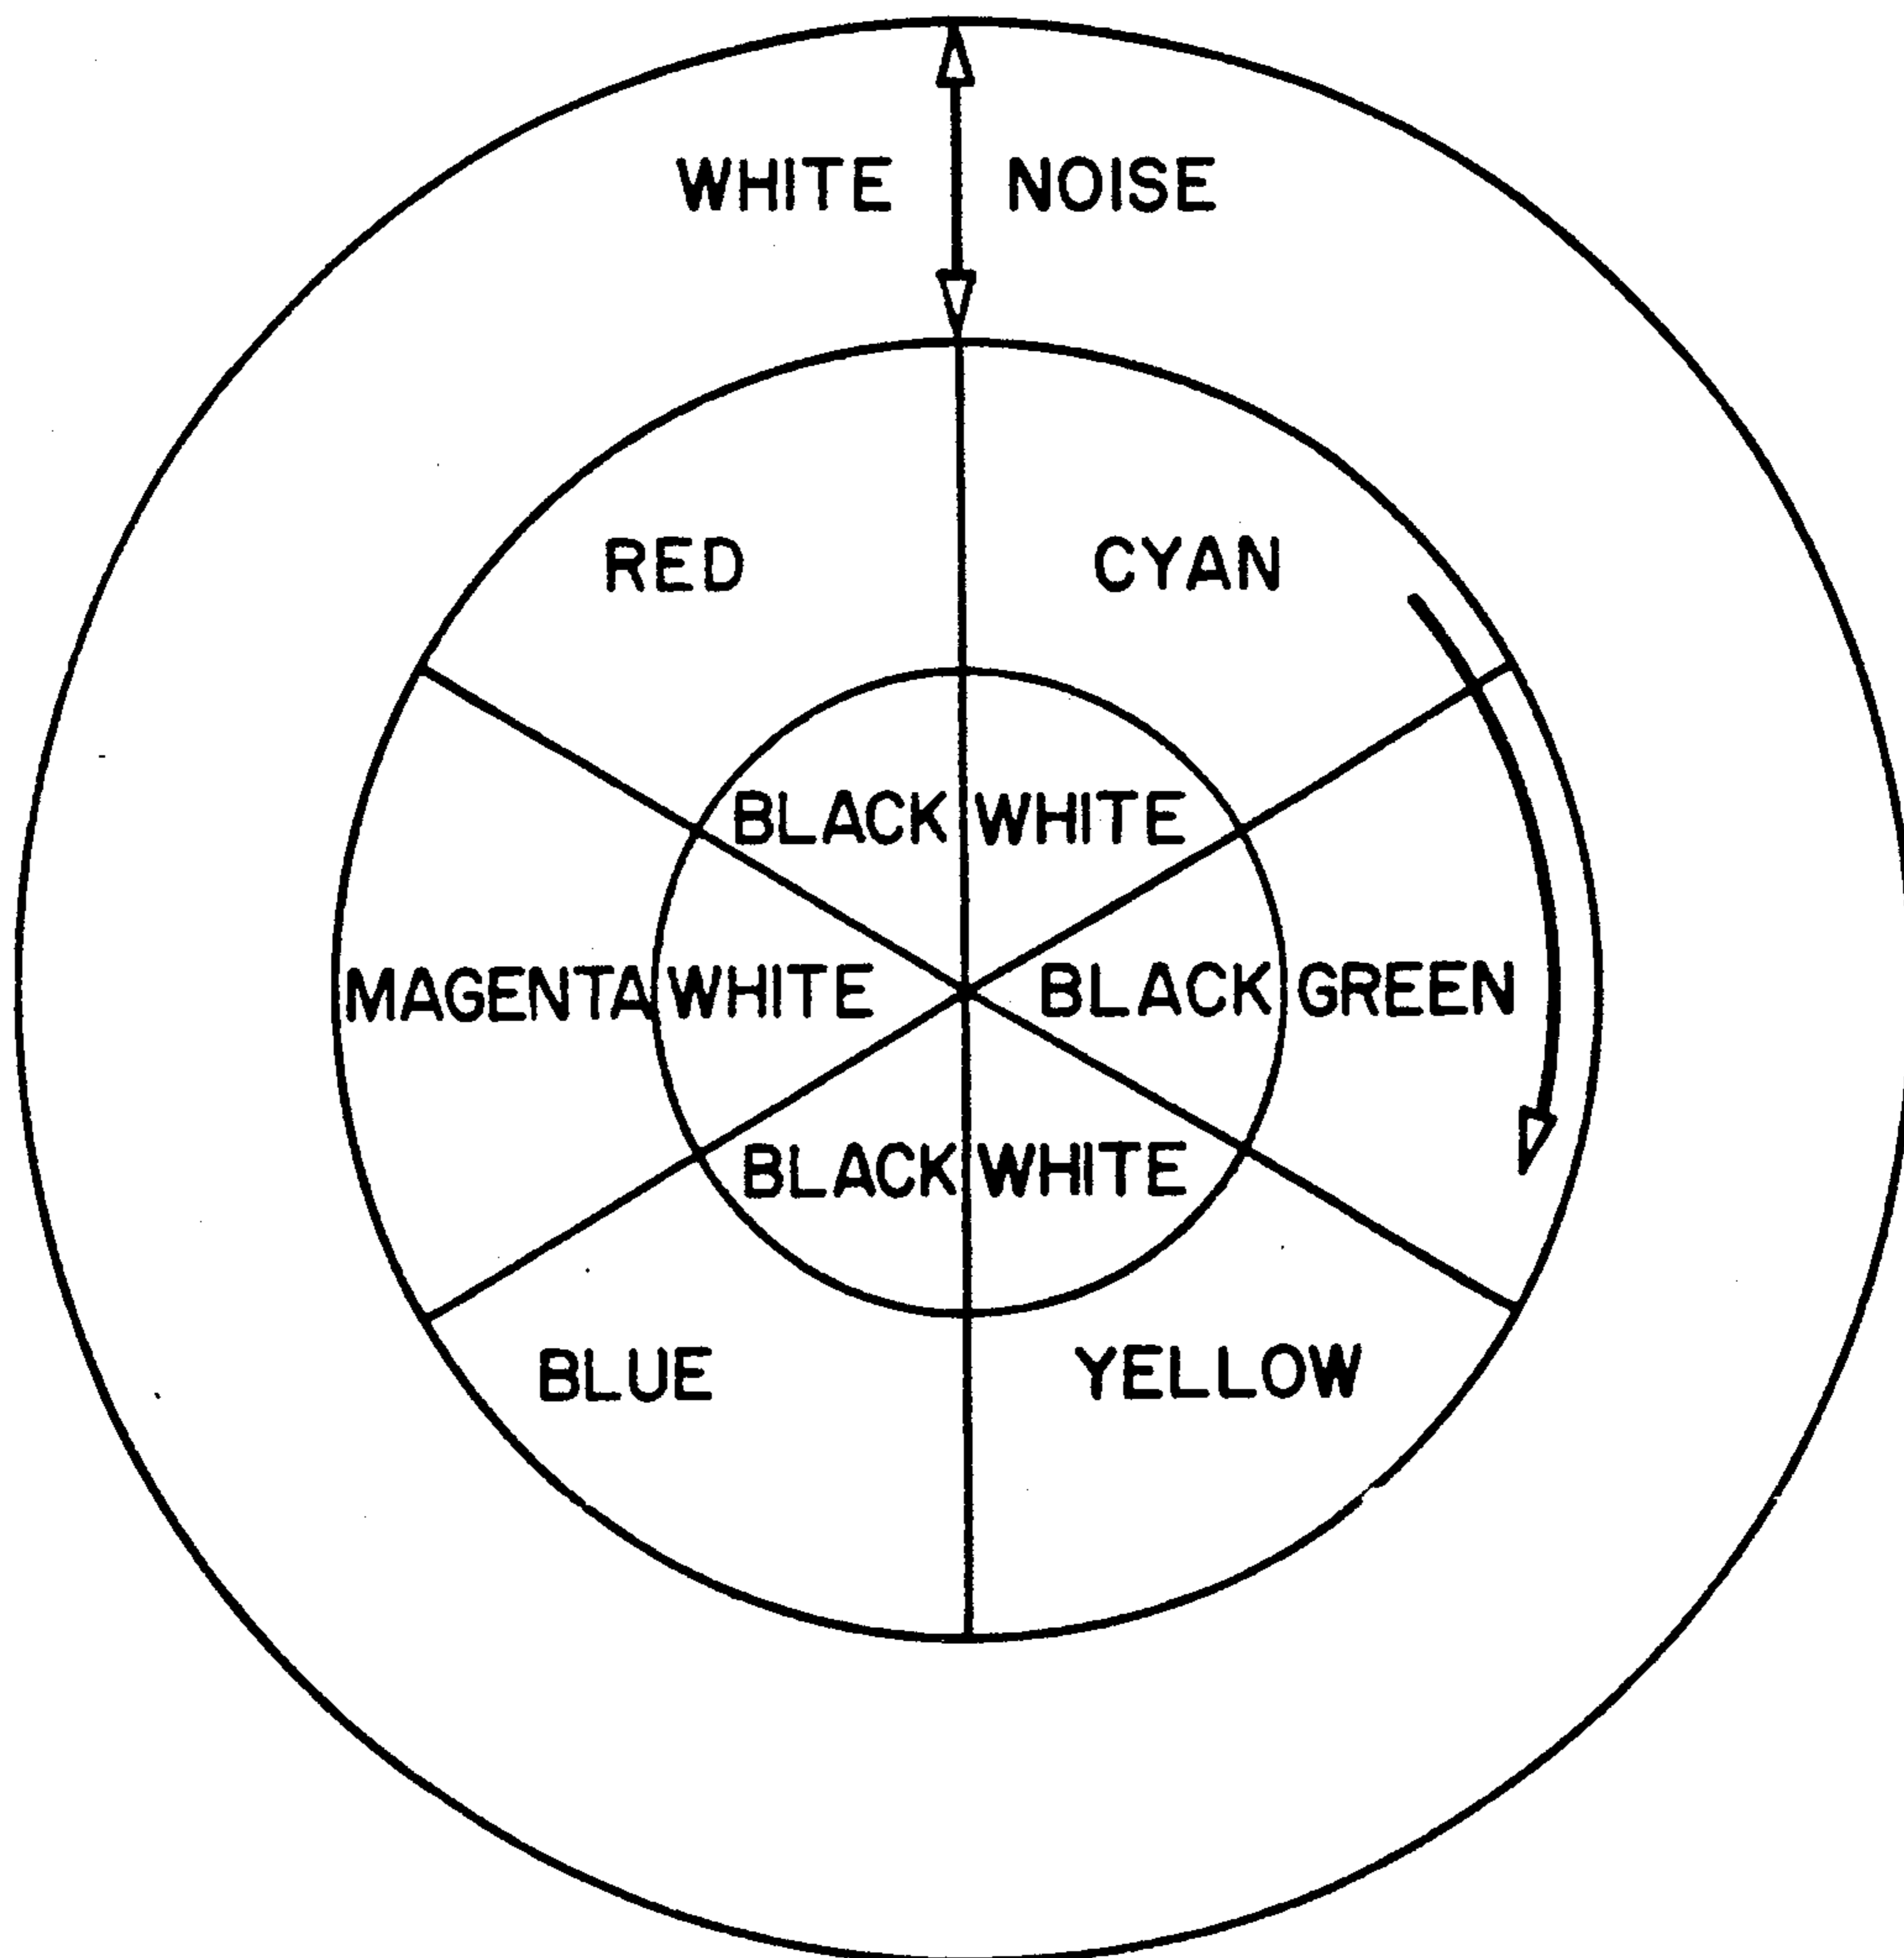 WHITE NOISE
RED CYAN
BLACK WHITE
MAGENTA WHITE BLACK GREEN
BLACK WHITE
BLUE YELLOW